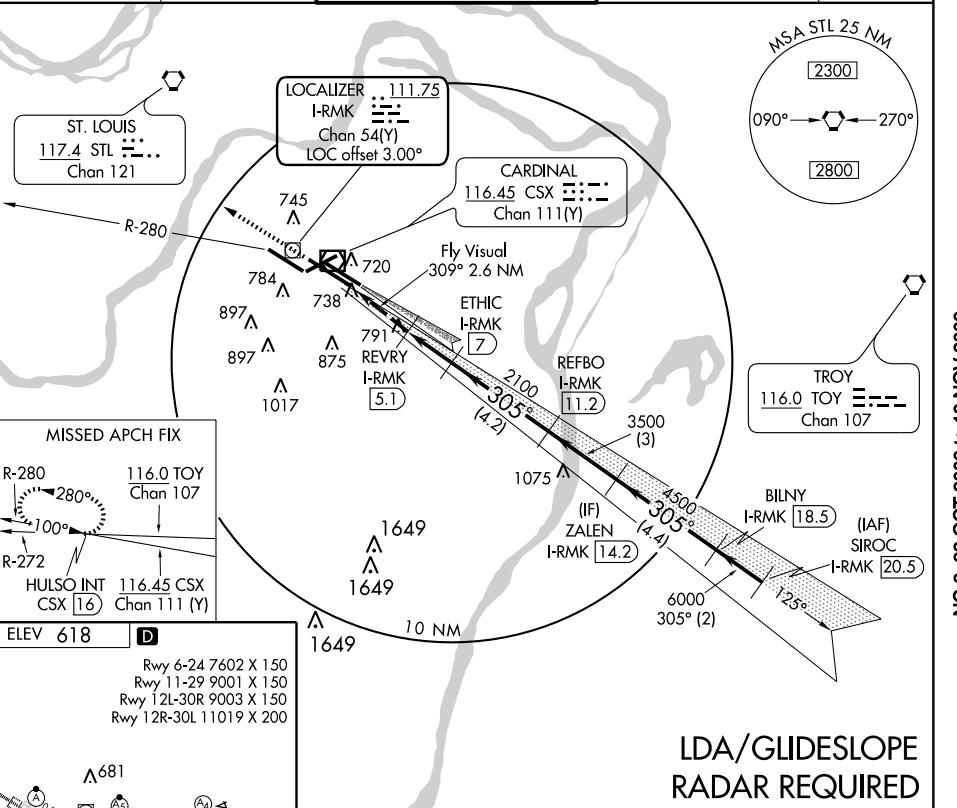 MSA STL 25 NM
2300
090°
270°
2800
LOCALIZER 111.75
I-RMK
Chan 54(Y)
LOC offset 3.00°
ST. LOUIS
117.4 STL
Chan 121
CARDINAL
116.45 CSX
Chan 111(Y)
R-280
745
720
Fly Visual
309° 2.6 NM
784
738
ETHIC
I-RMK
7
897
791
897
875
REVRY
I-RMK
5.1
1017
2100
REFBO
I-RMK
11.2
TROY
116.0 TOY
Chan 107
305°
(4.2)
3500
(3)
MISSED APCH FIX
R-280
280°
116.0 TOY
Chan 107
100°
R-272
HULSO INT
CSX 16
116.45 CSX
Chan 111 (Y)
1075
4500
305°
(4.4)
BILNY
I-RMK 18.5
(IF)
ZALEN
I-RMK 14.2
(IAF)
SIROC
I-RMK 20.5
1649
1649
6000
305° (2)
125°
1649
10 NM
ELEV 618
D
Rwy 6-24 7602 X 150
Rwy 11-29 9001 X 150
Rwy 12L-30R 9003 X 150
Rwy 12R-30L 11019 X 200
681
A
A5
A4
LDA/GLIDESLOPE
RADAR REQUIRED